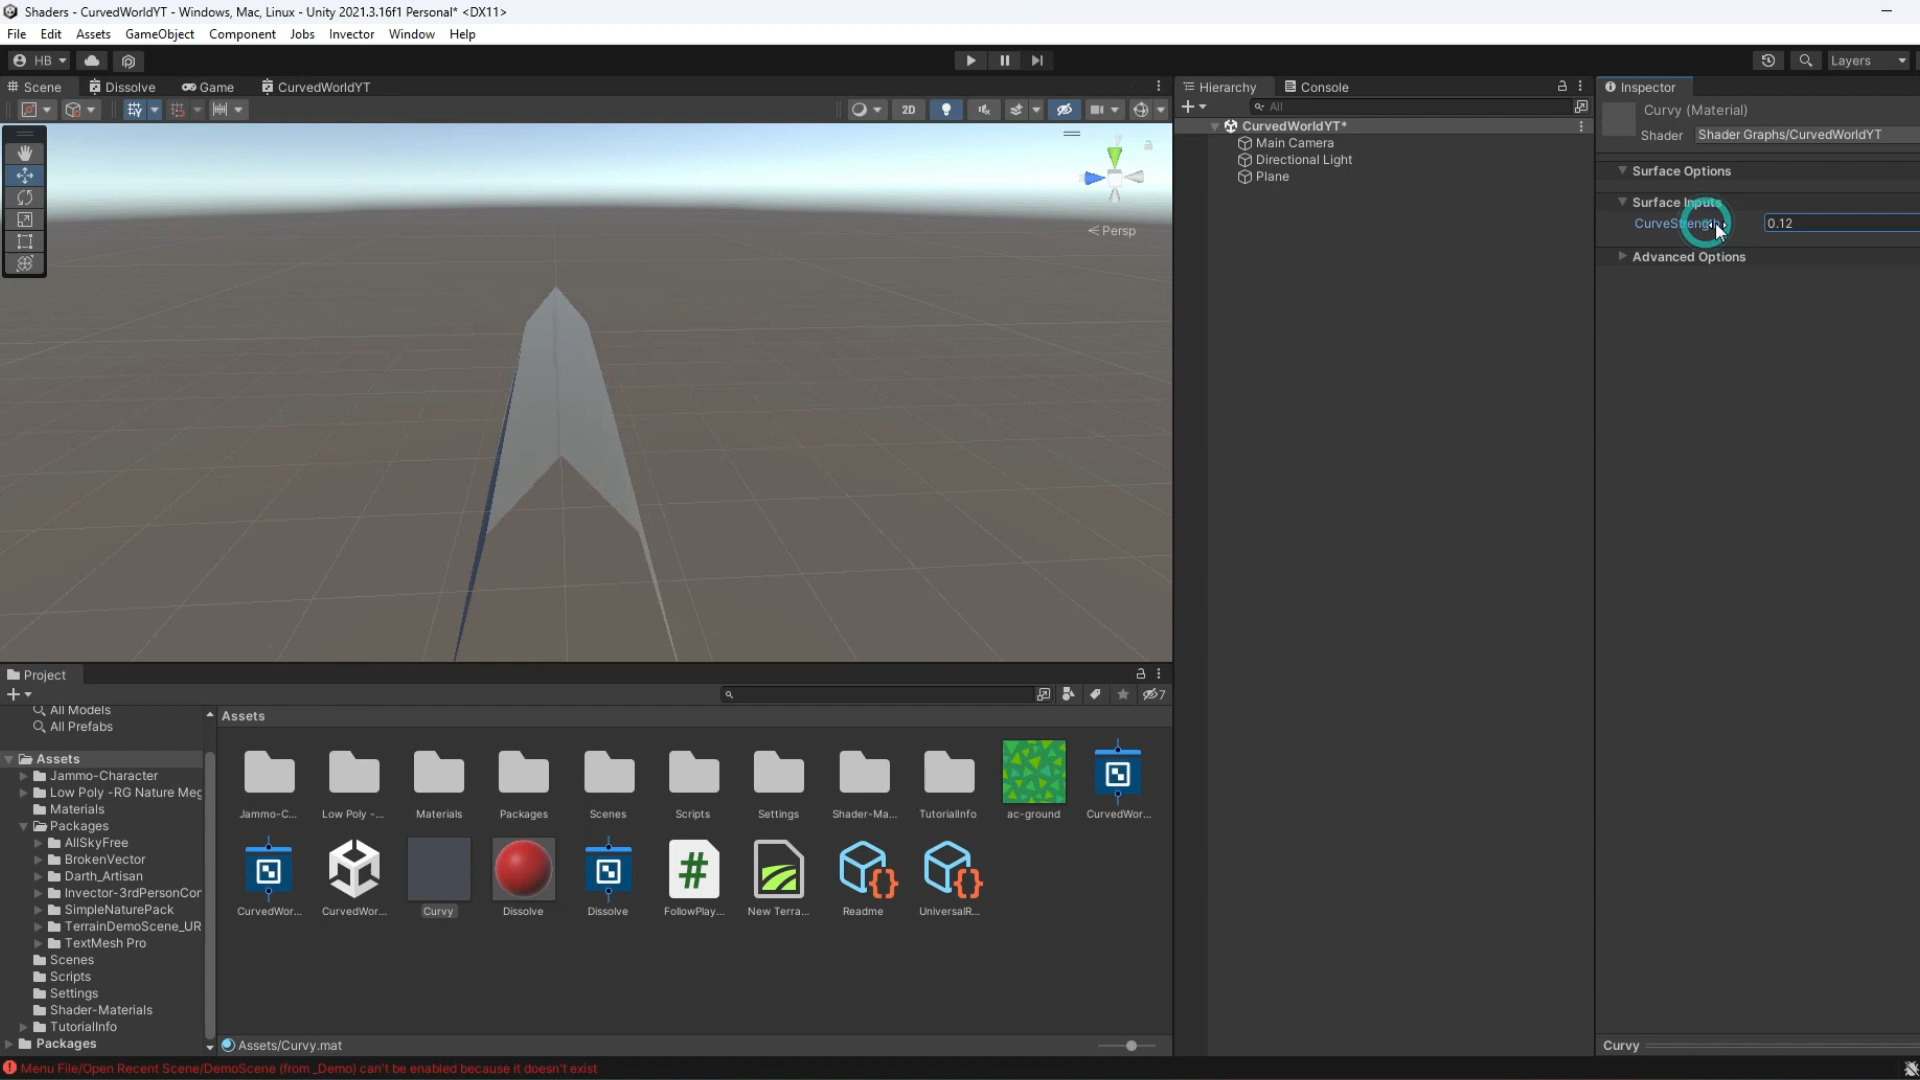 Shaders - CurvedWorldYT - Windows, Mac, Linux - Unity 2021.3.16f1 Personal* <DX11>
File Edit Assets GameObject Component Jobs Invector Window Help
HB
Layers
Scene Dissolve Game CurvedWorldYT
Hierarchy Console
Inspector
2D
All
Curvy (Material)
Shader Shader Graphs/CurvedWorldYT
CurvedWorldYT*
Main Camera
Directional Light
Plane
Surface Options
Surface Inputs
CurveStrength 0.12
Advanced Options
y
Persp
Project
7
All Models
All Prefabs
Assets
Jammo-Character
Low Poly -RG Nature Meg
Materials
Packages
AllSkyFree
BrokenVector
Darth_Artisan
Invector-3rdPersonCor
SimpleNaturePack
TerrainDemoScene_UR
TextMesh Pro
Scenes
Scripts
Settings
Shader-Materials
TutorialInfo
Packages
Assets
Jammo-C... Low Poly -... Materials Packages Scenes Scripts Settings Shader-Ma... TutorialInfo ac-ground CurvedWor...
CurvedWor... CurvedWor... Curvy Dissolve Dissolve FollowPlay... New Terra... Readme UniversalR...
Assets/Curvy.mat
Curvy
Menu File/Open Recent Scene/DemoScene (from _Demo) can't be enabled because it doesn't exist